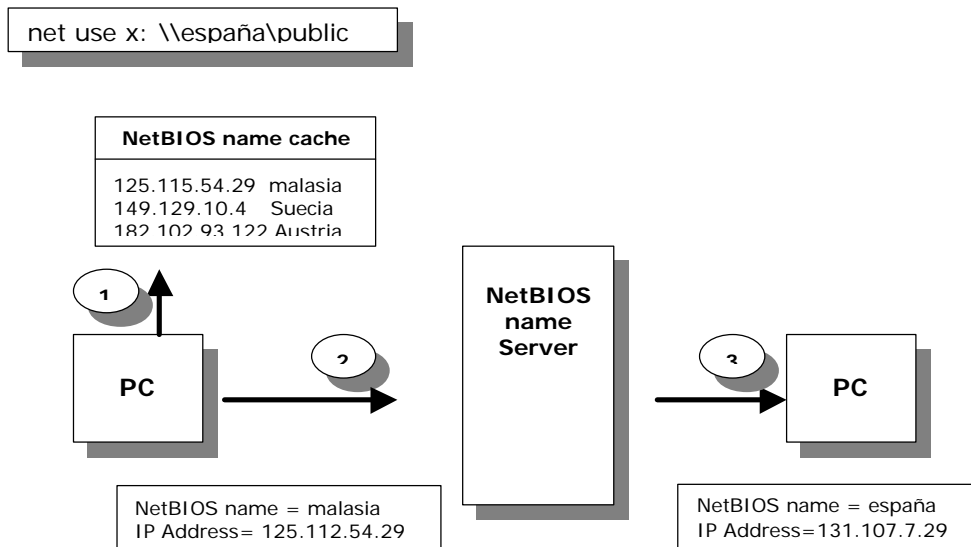 net use x: \\españa\public
NetBIOS name cache
125.115.54.29 malasia
149.129.10.4 Suecia
182.102.93.122 Austria
1
2
3
PC
NetBIOS
name
Server
PC
NetBIOS name = malasia
IP Address= 125.112.54.29
NetBIOS name = españa
IP Address=131.107.7.29